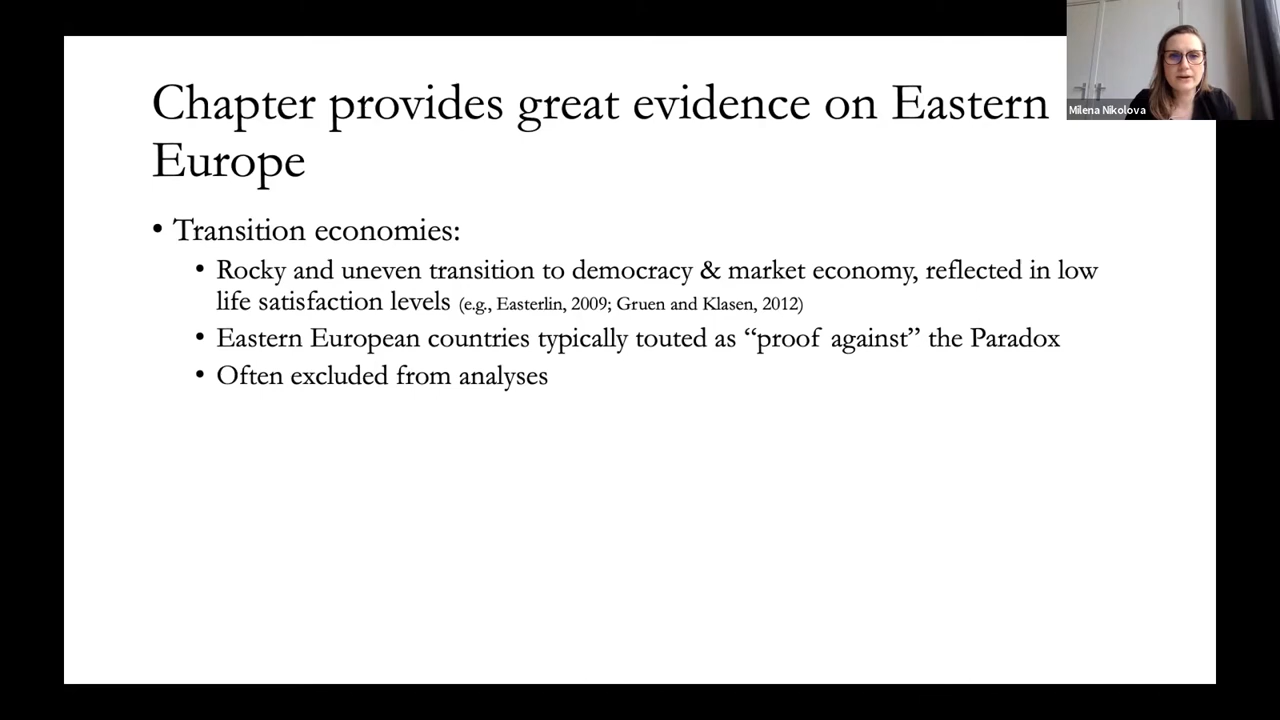 Chapter provides great evidence on Eastern
Europe
Milena Nikolova
• Transition economies:
• Rocky and uneven transition to democracy & market economy, reflected in low
life satisfaction levels (e.g., Easterlin, 2009; Gruen and Klasen, 2012)
• Eastern European countries typically touted as “proof against” the Paradox
• Often excluded from analyses